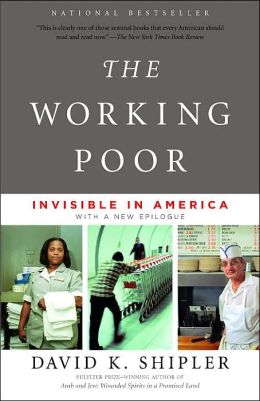 NATIONAL BESTSELLER
"This is clearly one of those seminal books that every American should
read and read now."—The New York Times Book Review
THE
WORKING
POOR
INVISIBLE IN AMERICA
WITH A NEW EPILOGUE
DAVID K. SHIPLER
PULITZER PRIZE–WINNING AUTHOR OF
Arab and Jew: Wounded Spirits in a Promised Land